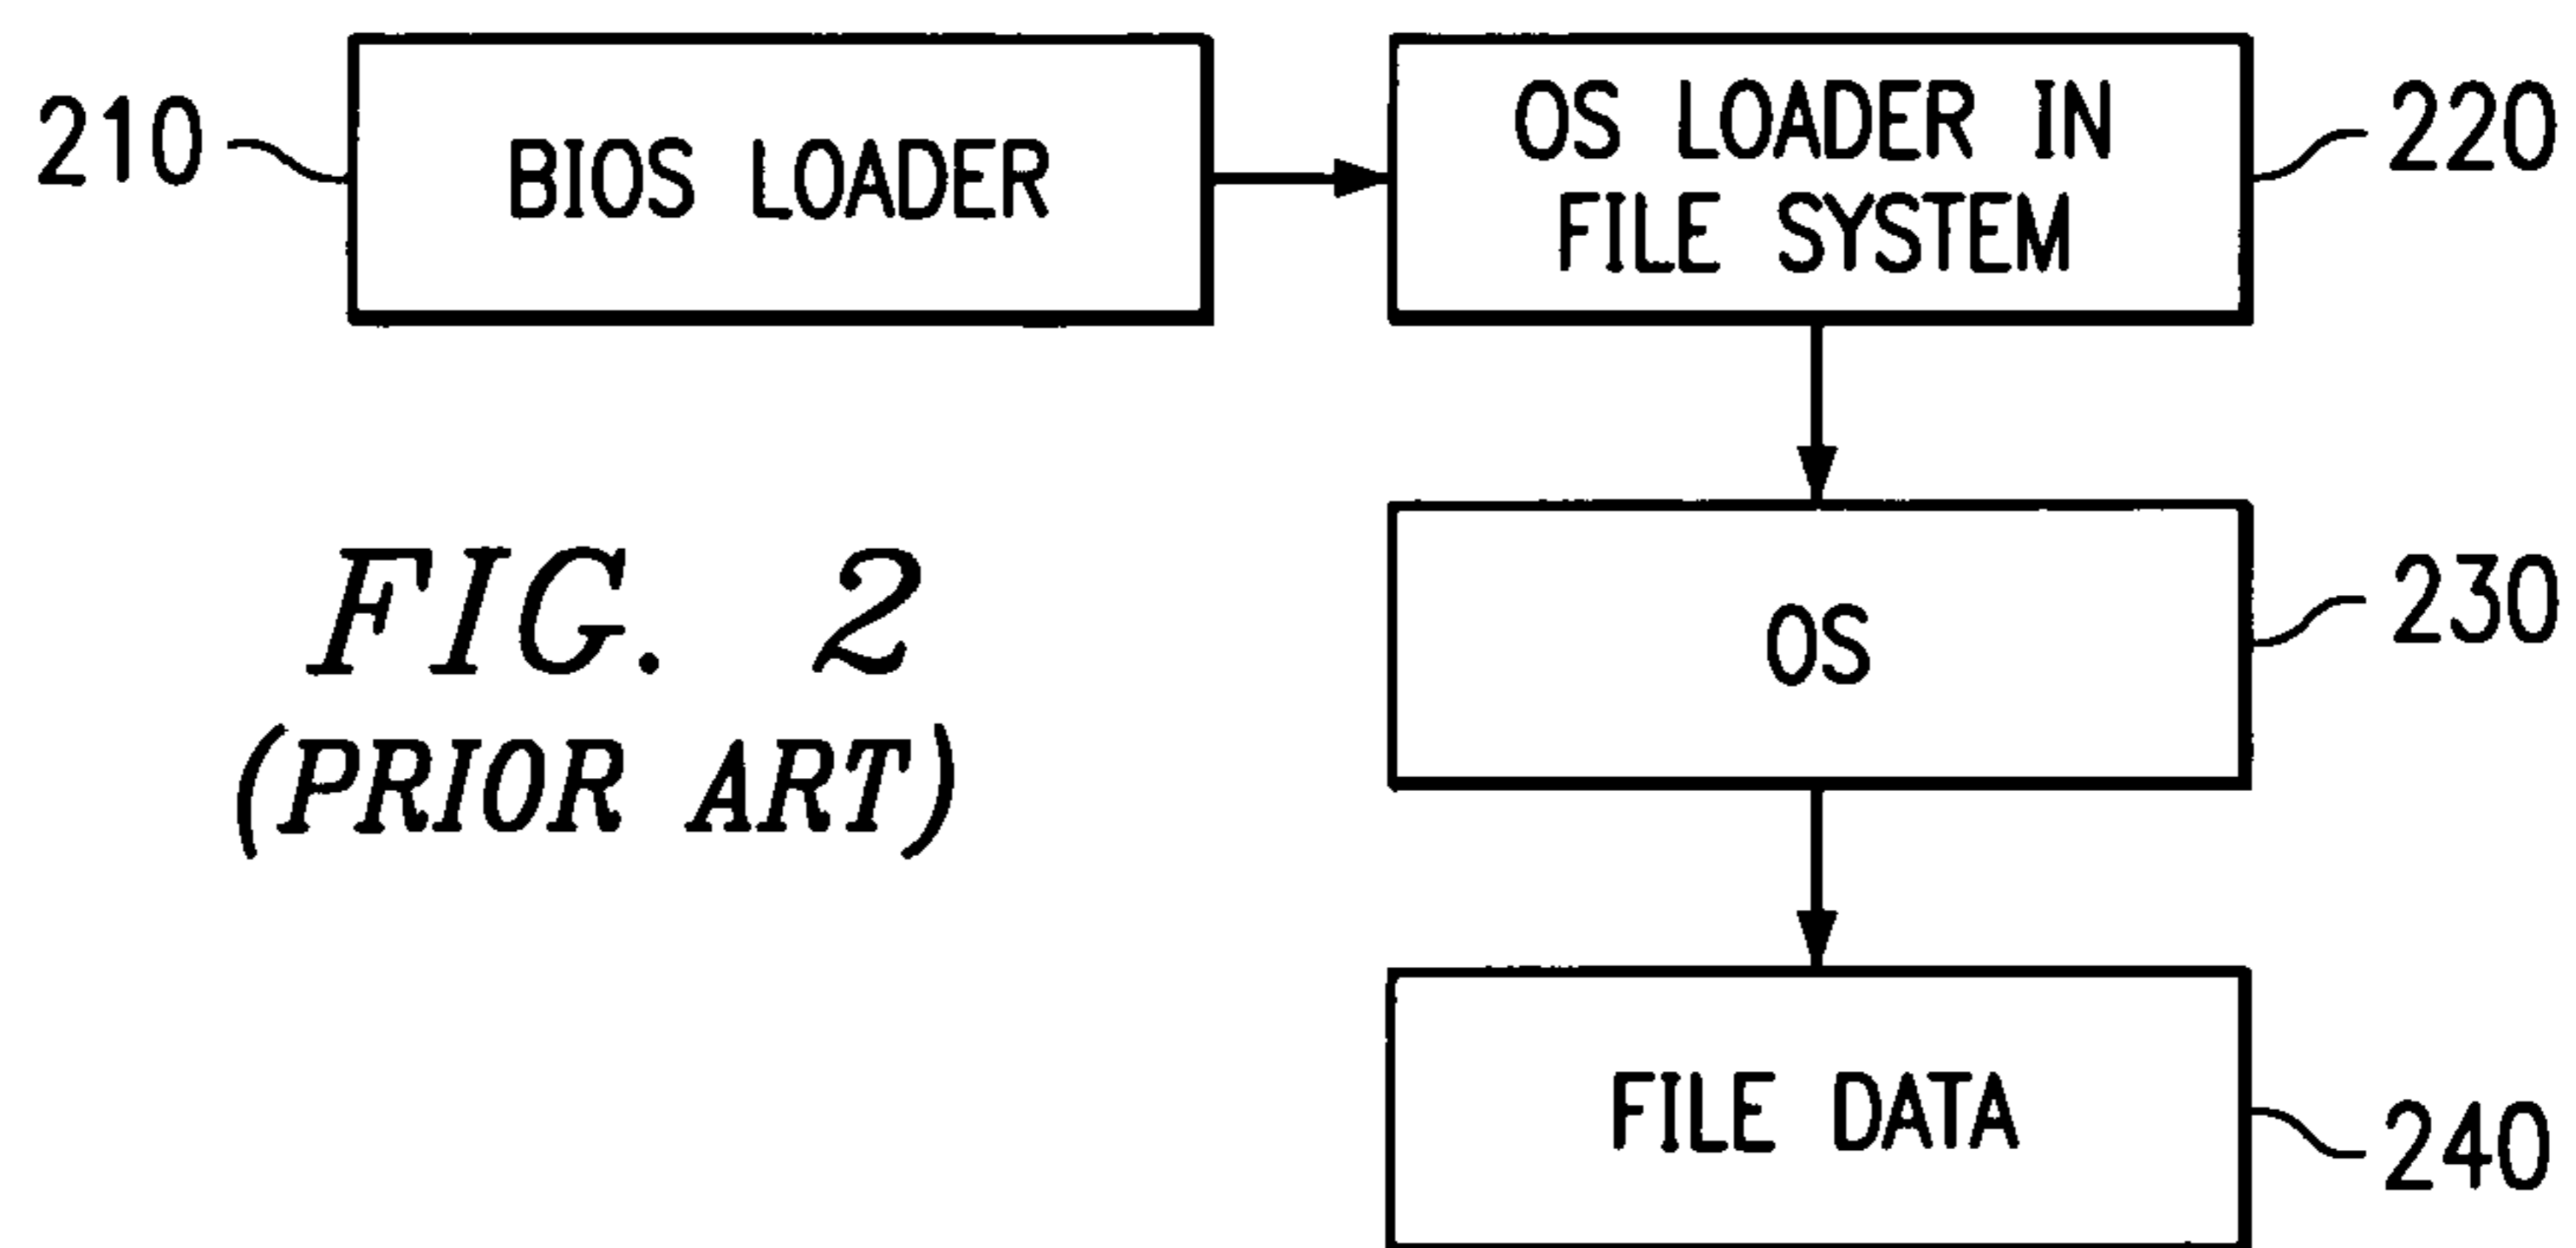 210
BIOS LOADER
OS LOADER IN
FILE SYSTEM
220
FIG. 2
(PRIOR ART)
OS
230
FILE DATA
240